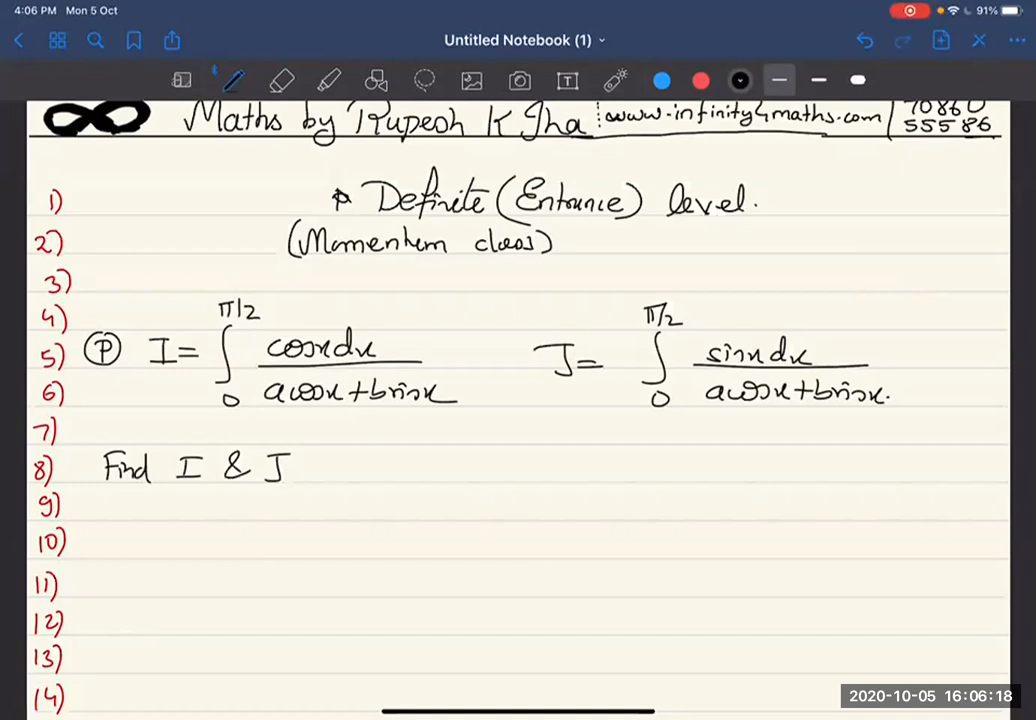 4:06 PM Mon 5 Oct
91%
Untitled Notebook (1)
Maths by Rupesh K Jha www.infinity4maths.com 70860
55586
1) Definite (Entrance) level.
2) (Momentum class)
3)
4)
5) P I = ∫₀^π/2 cosxdx / acosx+bsinx J = ∫₀^π/2 sinxdx / acosx+bsinx.
6)
7)
8) Find I & J
9)
10)
11)
12)
13)
14)
2020-10-05 16:06:18